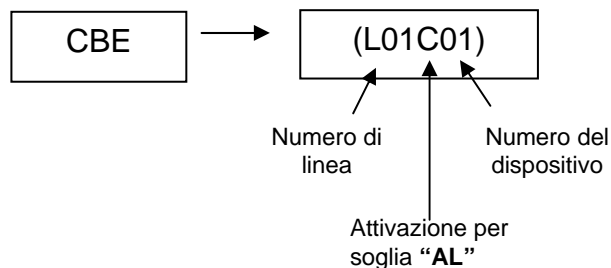 CBE
(L01C01)
Numero di
linea
Numero del
dispositivo
Attivazione per
soglia “AL”